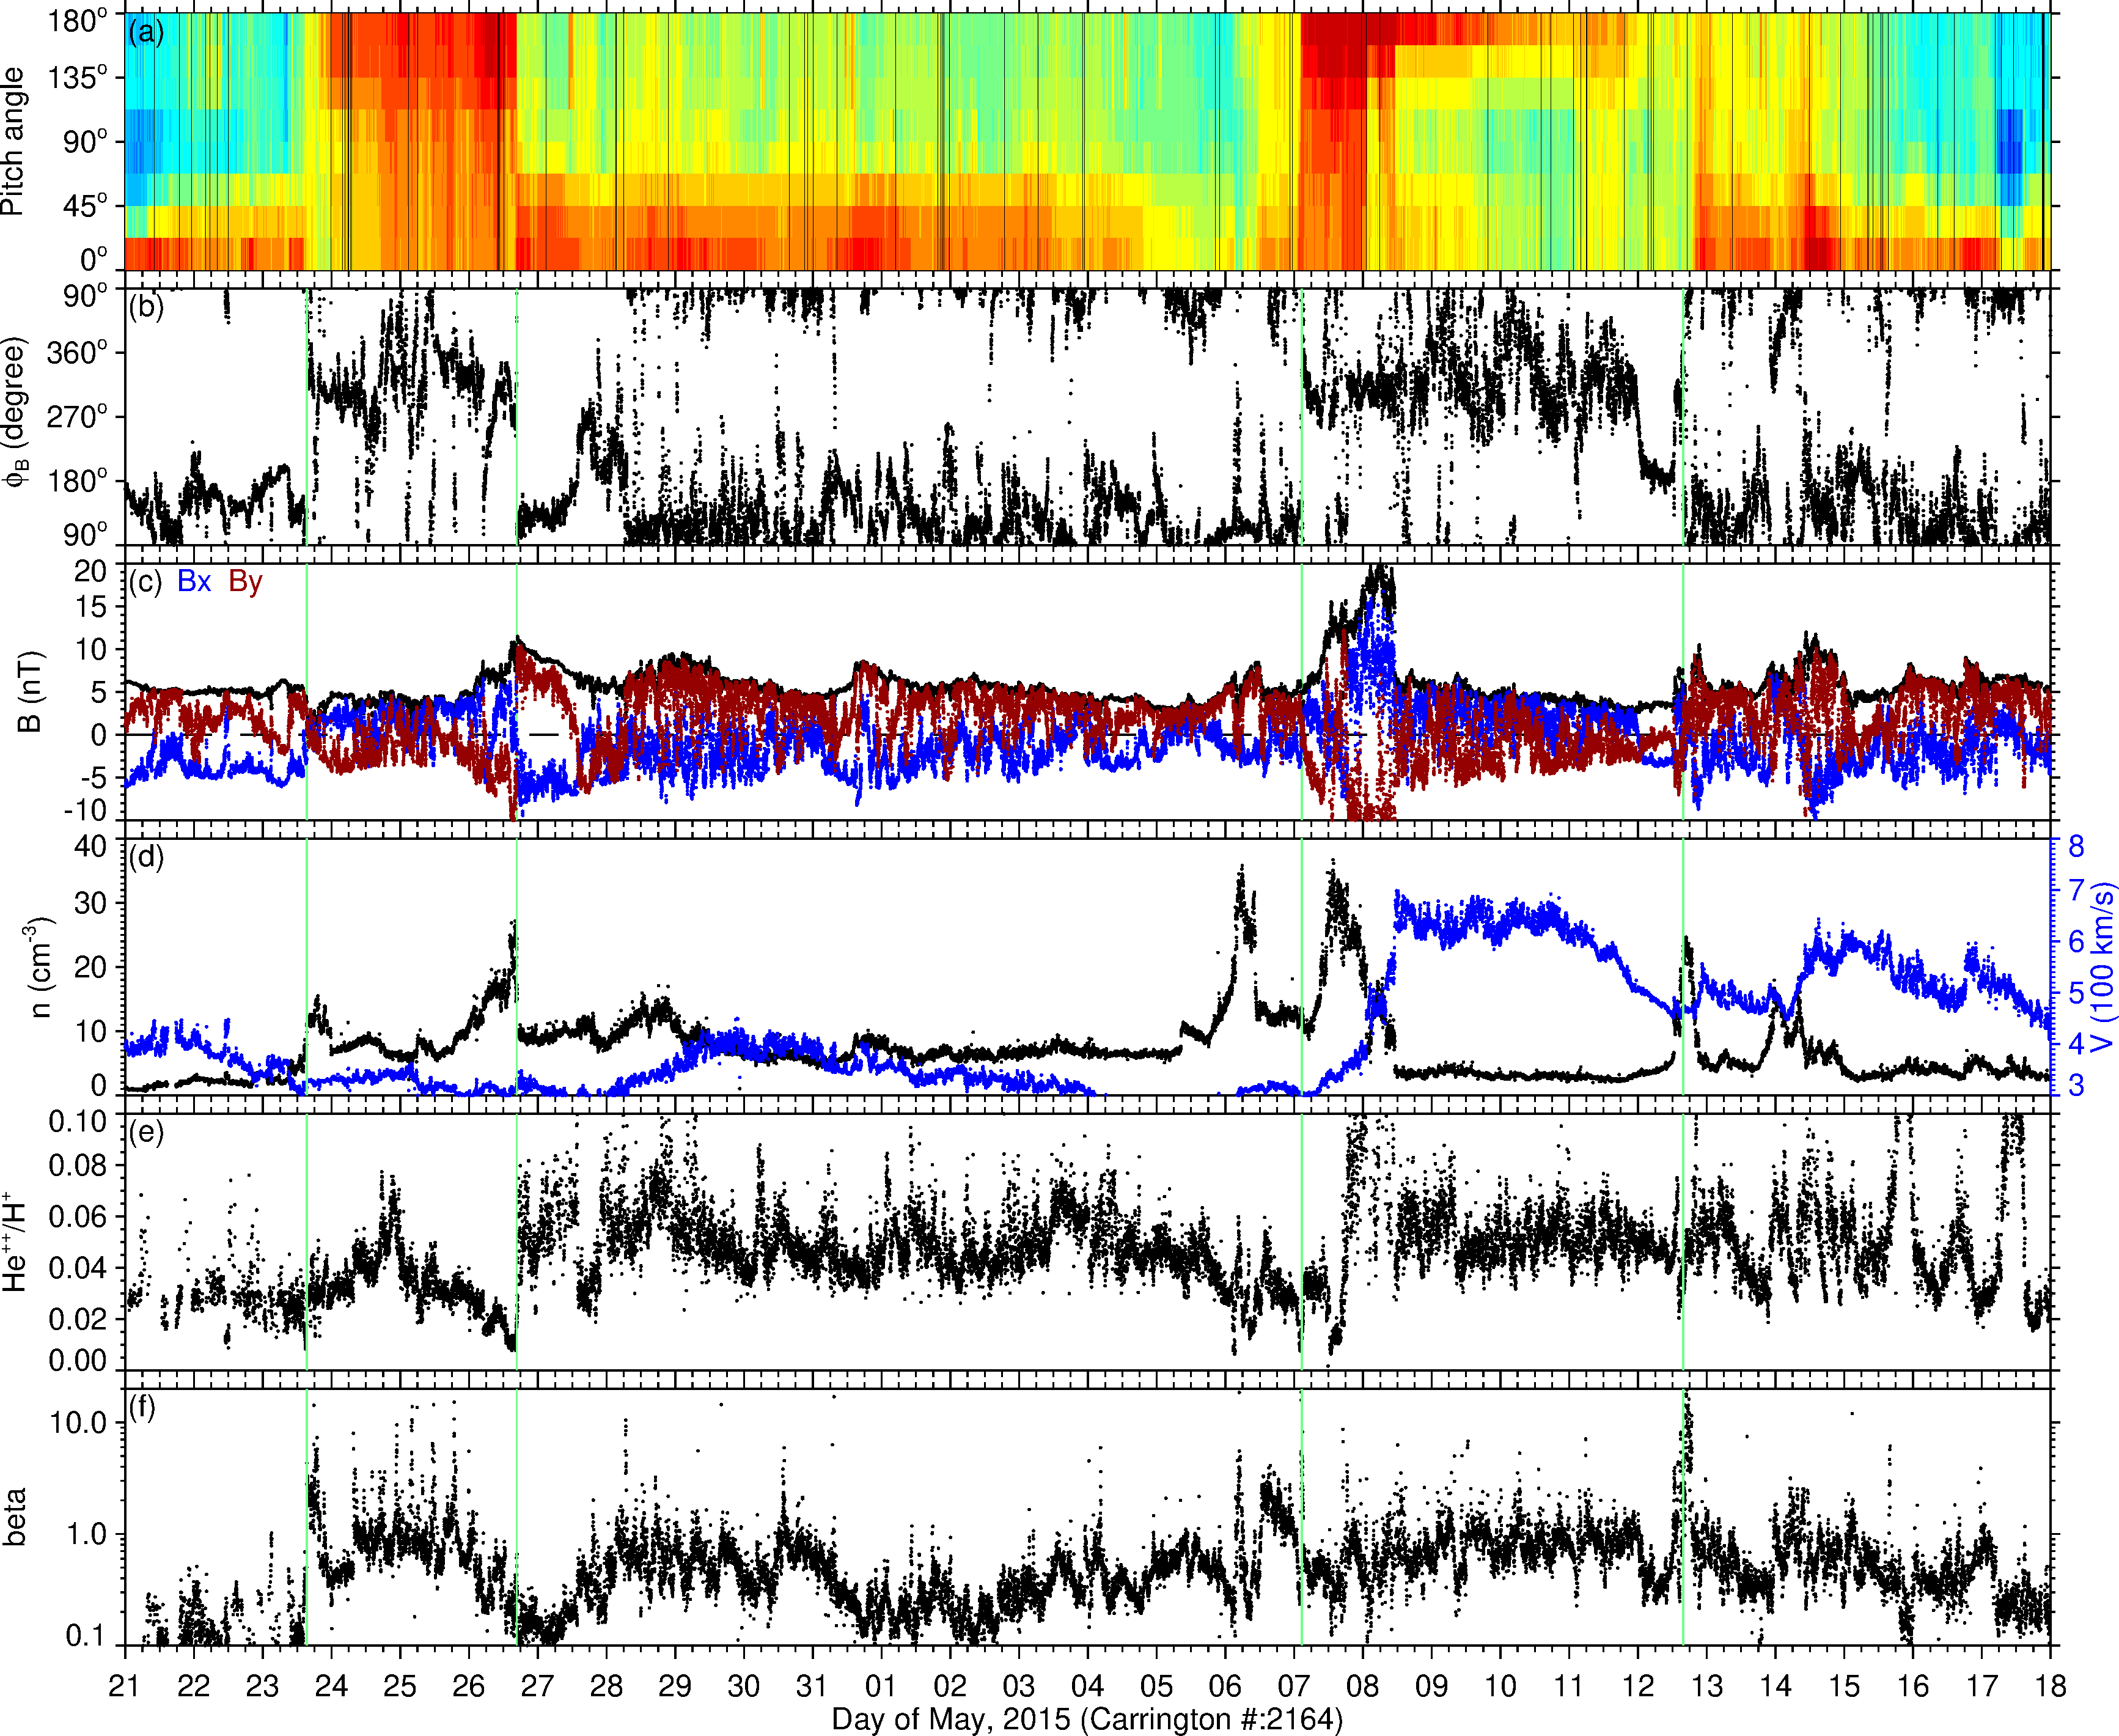 (a)
Pitch angle
180°
135°
90°
45°
0°
(b)
ϕB (degree)
90°
360°
270°
180°
90°
(c) Bx By
B (nT)
20
15
10
5
0
-5
-10
(d)
n (cm⁻³)
40
30
20
10
0
8
7
6
5
4
3
V (100 km/s)
(e)
He⁺⁺/H⁺
0.10
0.08
0.06
0.04
0.02
0.00
(f)
beta
10.0
1.0
0.1
21 22 23 24 25 26 27 28 29 30 31 01 02 03 04 05 06 07 08 09 10 11 12 13 14 15 16 17 18
Day of May, 2015 (Carrington #:2164)